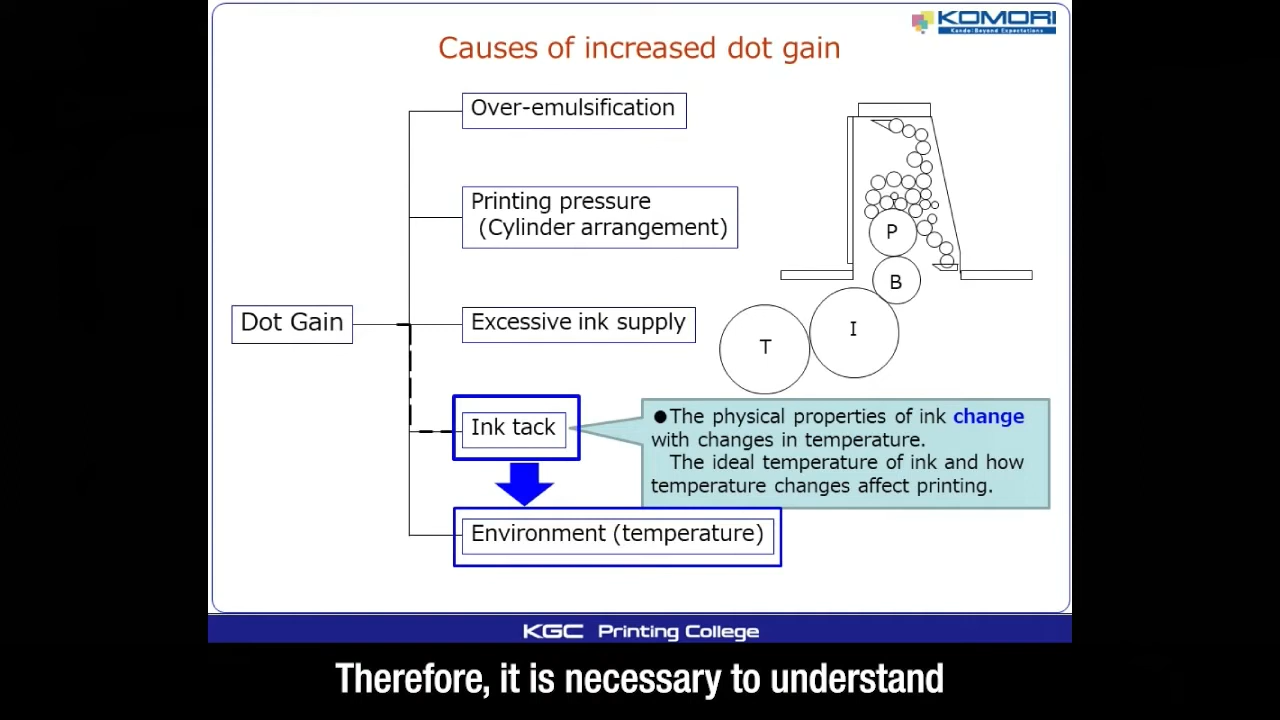 KOMORI
Kando-Beyond Expectations
Causes of increased dot gain
Over-emulsification
Printing pressure
(Cylinder arrangement)
Dot Gain
Excessive ink supply
Ink tack
Environment (temperature)
P
B
I
T
●The physical properties of ink change
with changes in temperature.
The ideal temperature of ink and how
temperature changes affect printing.
KGC Printing College
Therefore, it is necessary to understand